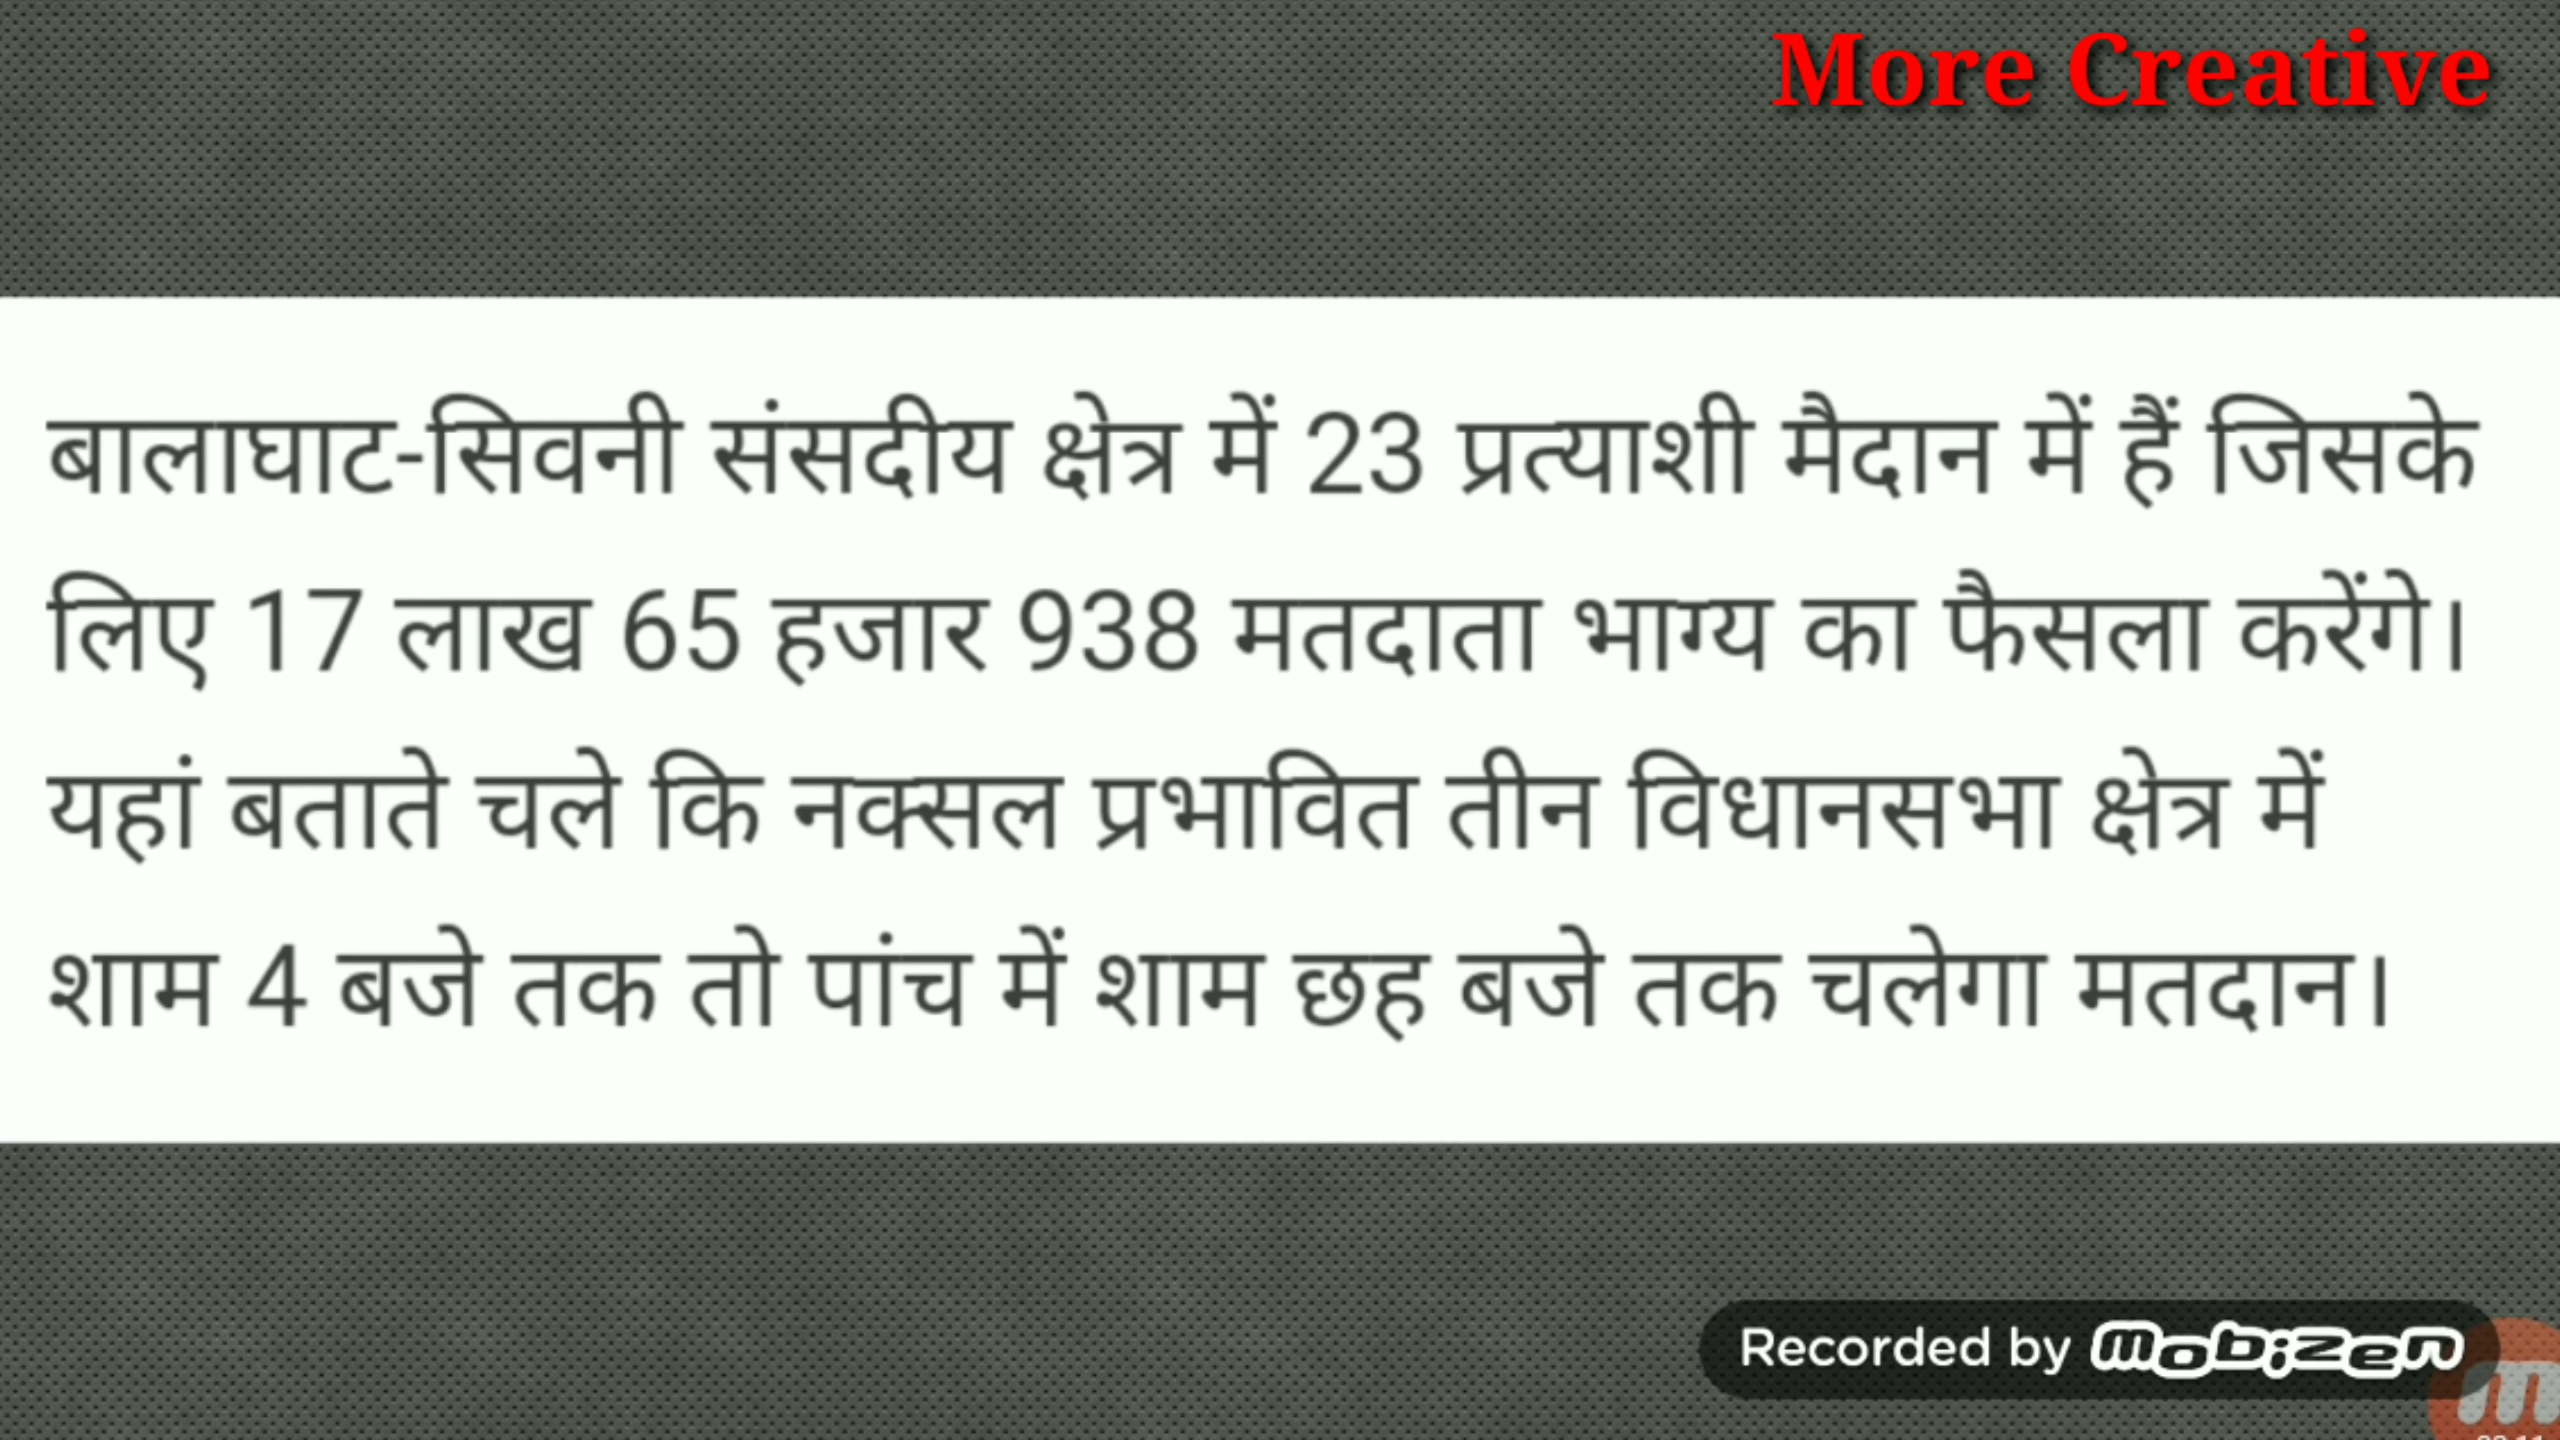 More Creative
बालाघाट-सिवनी संसदीय क्षेत्र में 23 प्रत्याशी मैदान में हैं जिसके
लिए 17 लाख 65 हजार 938 मतदाता भाग्य का फैसला करेंगे।
यहां बताते चले कि नक्सल प्रभावित तीन विधानसभा क्षेत्र में
शाम 4 बजे तक तो पांच में शाम छह बजे तक चलेगा मतदान।
Recorded by mobizen